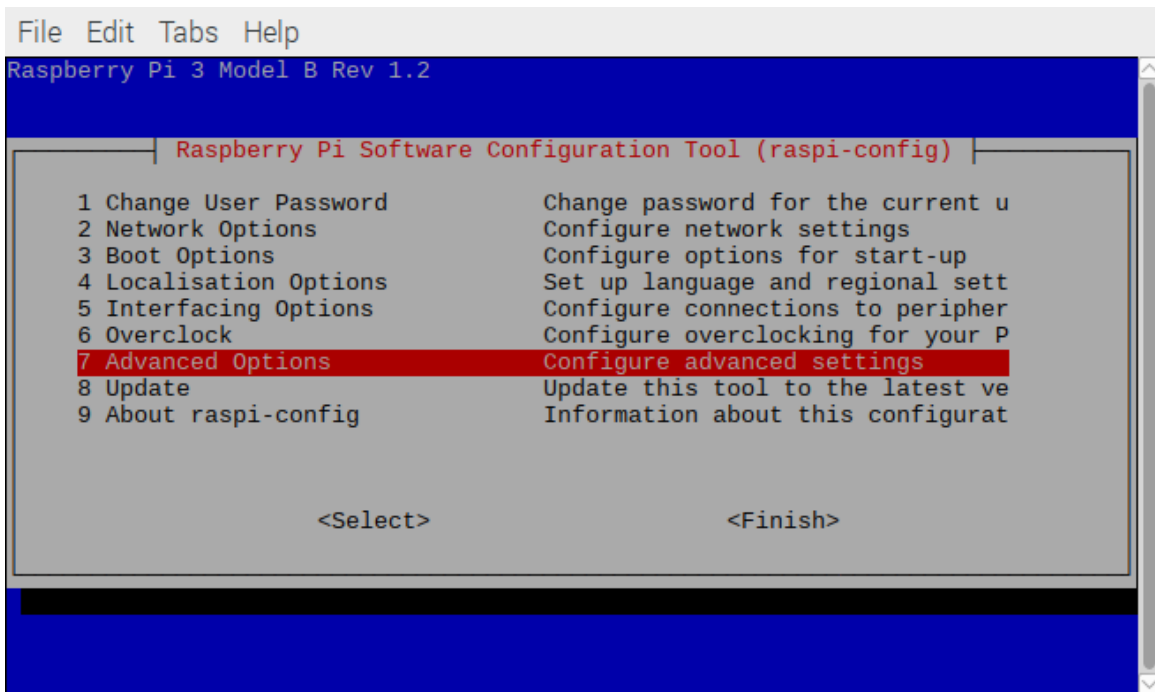 File Edit Tabs Help
Raspberry Pi 3 Model B Rev 1.2
Raspberry Pi Software Configuration Tool (raspi-config)
1 Change User Password Change password for the current u
2 Network Options Configure network settings
3 Boot Options Configure options for start-up
4 Localisation Options Set up language and regional sett
5 Interfacing Options Configure connections to peripher
6 Overclock Configure overclocking for your P
7 Advanced Options Configure advanced settings
8 Update Update this tool to the latest ve
9 About raspi-config Information about this configurat
<Select> <Finish>